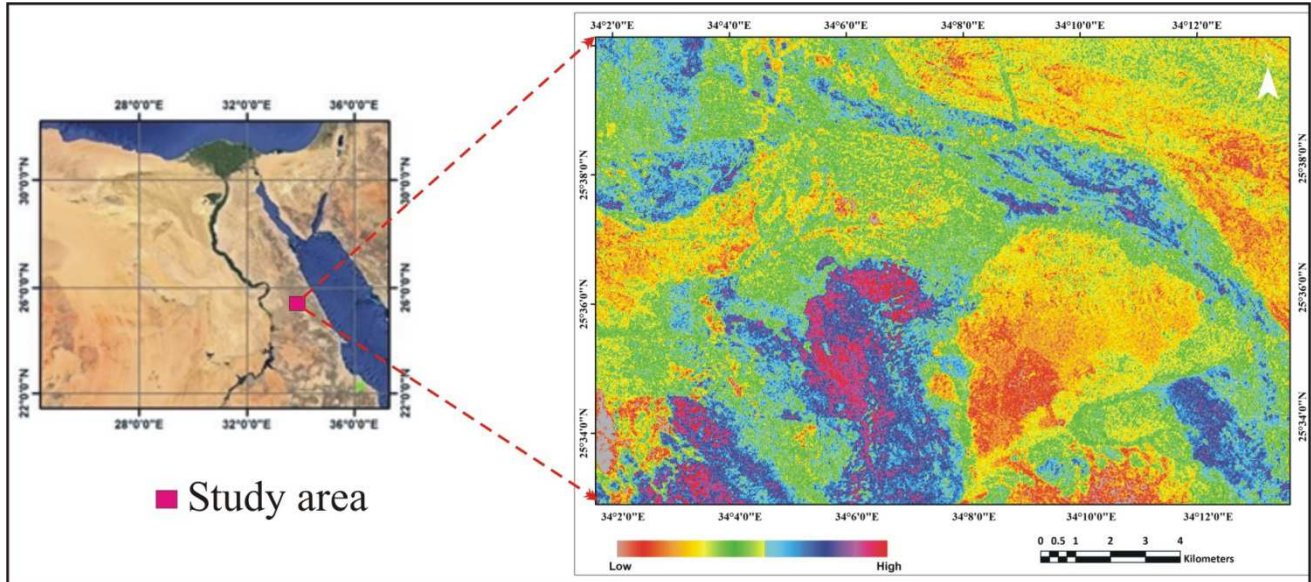 34°2'0"E 34°4'0"E 34°6'0"E 34°8'0"E 34°10'0"E 34°12'0"E
28°0'0"E 32°0'0"E 36°0'0"E
30°0'0"N 30°0'0"N
26°0'0"N 26°0'0"N
22°0'0"N 22°0'0"N
28°0'0"E 32°0'0"E 36°0'0"E
Study area
25°38'0"N 25°38'0"N
25°36'0"N 25°36'0"N
25°34'0"N 25°34'0"N
34°2'0"E 34°4'0"E 34°6'0"E 34°8'0"E 34°10'0"E 34°12'0"E
Low High
0 0.5 1 2 3 4
Kilometers